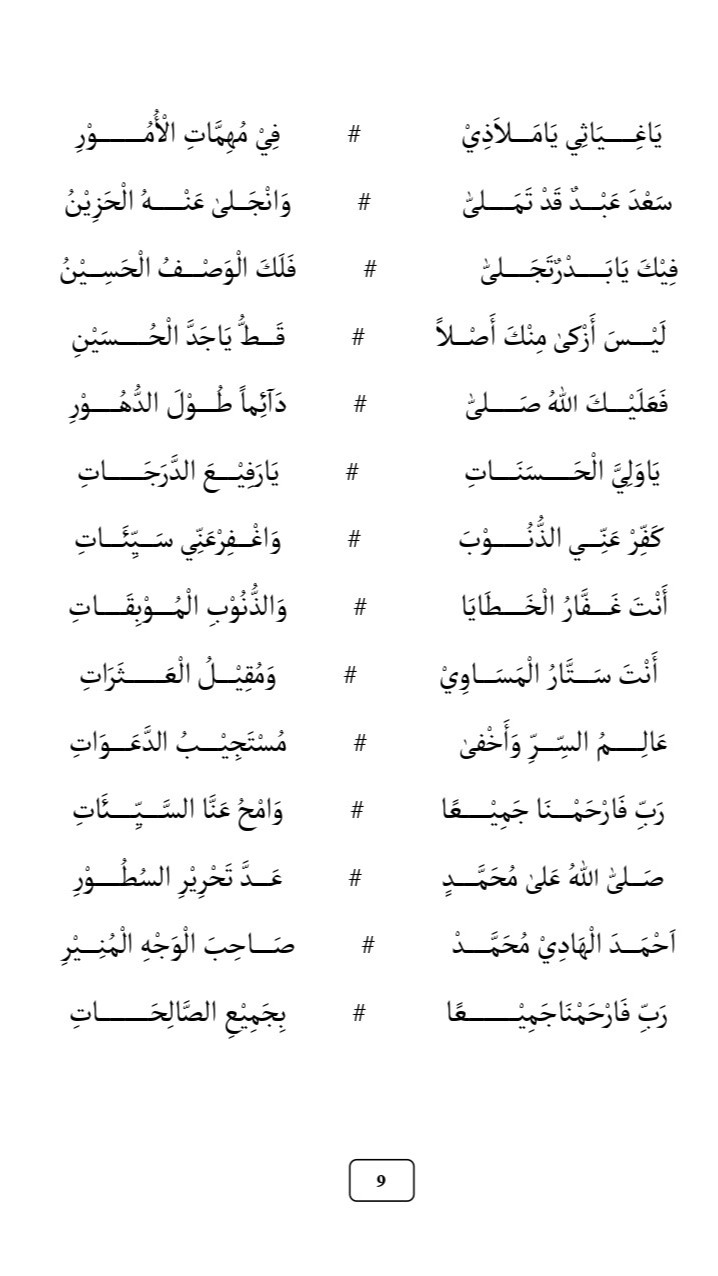 يَاغِيَاثِي يَامَلاَذِيْ # فِيْ مُهِمَّاتِ الْأُمُوْرِ
سَعْدَ عَبْدٌ قَدْ تَمَلىّٰ # وَانْجَلىٰ عَنْهُ الْحَزِيْنُ
فِيْكَ يَابَدْرٌتَجَلىّٰ # فَلَكَ الْوَصْفُ الْحَسِيْنُ
لَيْسَ أَزْكىٰ مِنْكَ أَصْلاً # قَطُّ يَاجَدَّ الْحُسَيْنِ
فَعَلَيْكَ اللهُ صَلىّٰ # دَآئِماً طُوْلَ الدُّهُوْرِ
يَاوَلِيَّ الْحَسَنَاتِ # يَارَفِيْعَ الدَّرَجَاتِ
كَفِّرْ عَنِّي الذُّنُوْبَ # وَاغْفِرْعَنِّي سَيِّئَاتِ
أَنْتَ غَفَّارُ الْخَطَايَا # وَالذُّنُوْبِ الْمُوْبِقَاتِ
أَنْتَ سَتَّارُ الْمَسَاوِيْ # وَمُقِيْلُ الْعَثَرَاتِ
عَالِمُ السِّرِّ وَأَخْفىٰ # مُسْتَجِيْبُ الدَّعَوَاتِ
رَبِّ فَارْحَمْنَا جَمِيْعًا # وَامْحُ عَنَّا السَّيِّئَاتِ
صَلىّٰ اللهُ عَلىٰ مُحَمَّدٍ # عَدَّ تَحْرِيْرِ السُطُوْرِ
اَحْمَدَ الْهَادِيْ مُحَمَّدْ # صَاحِبَ الْوَجْهِ الْمُنِيْرِ
رَبِّ فَارْحَمْنَاجَمِيْعًا # بِجَمِيْعِ الصَّالِحَاتِ
9